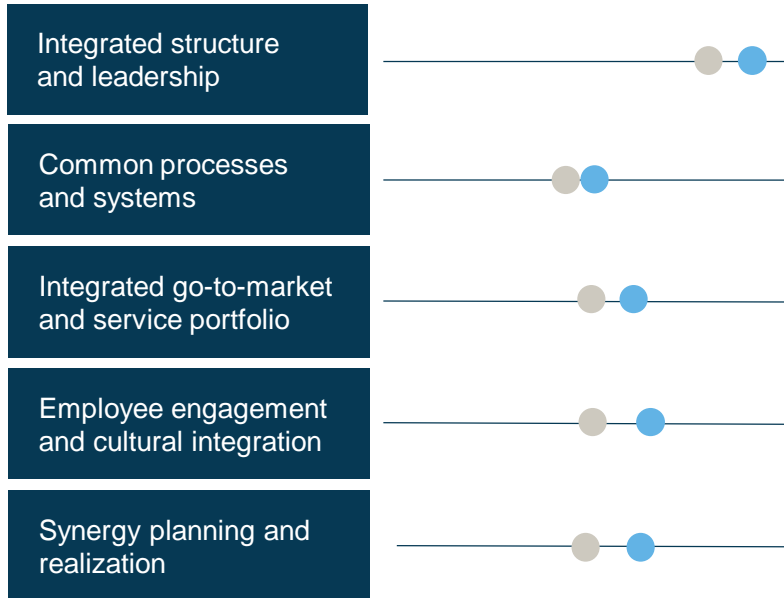 Integrated structure
and leadership
Common processes
and systems
Integrated go-to-market
and service portfolio
Employee engagement
and cultural integration
Synergy planning and
realization